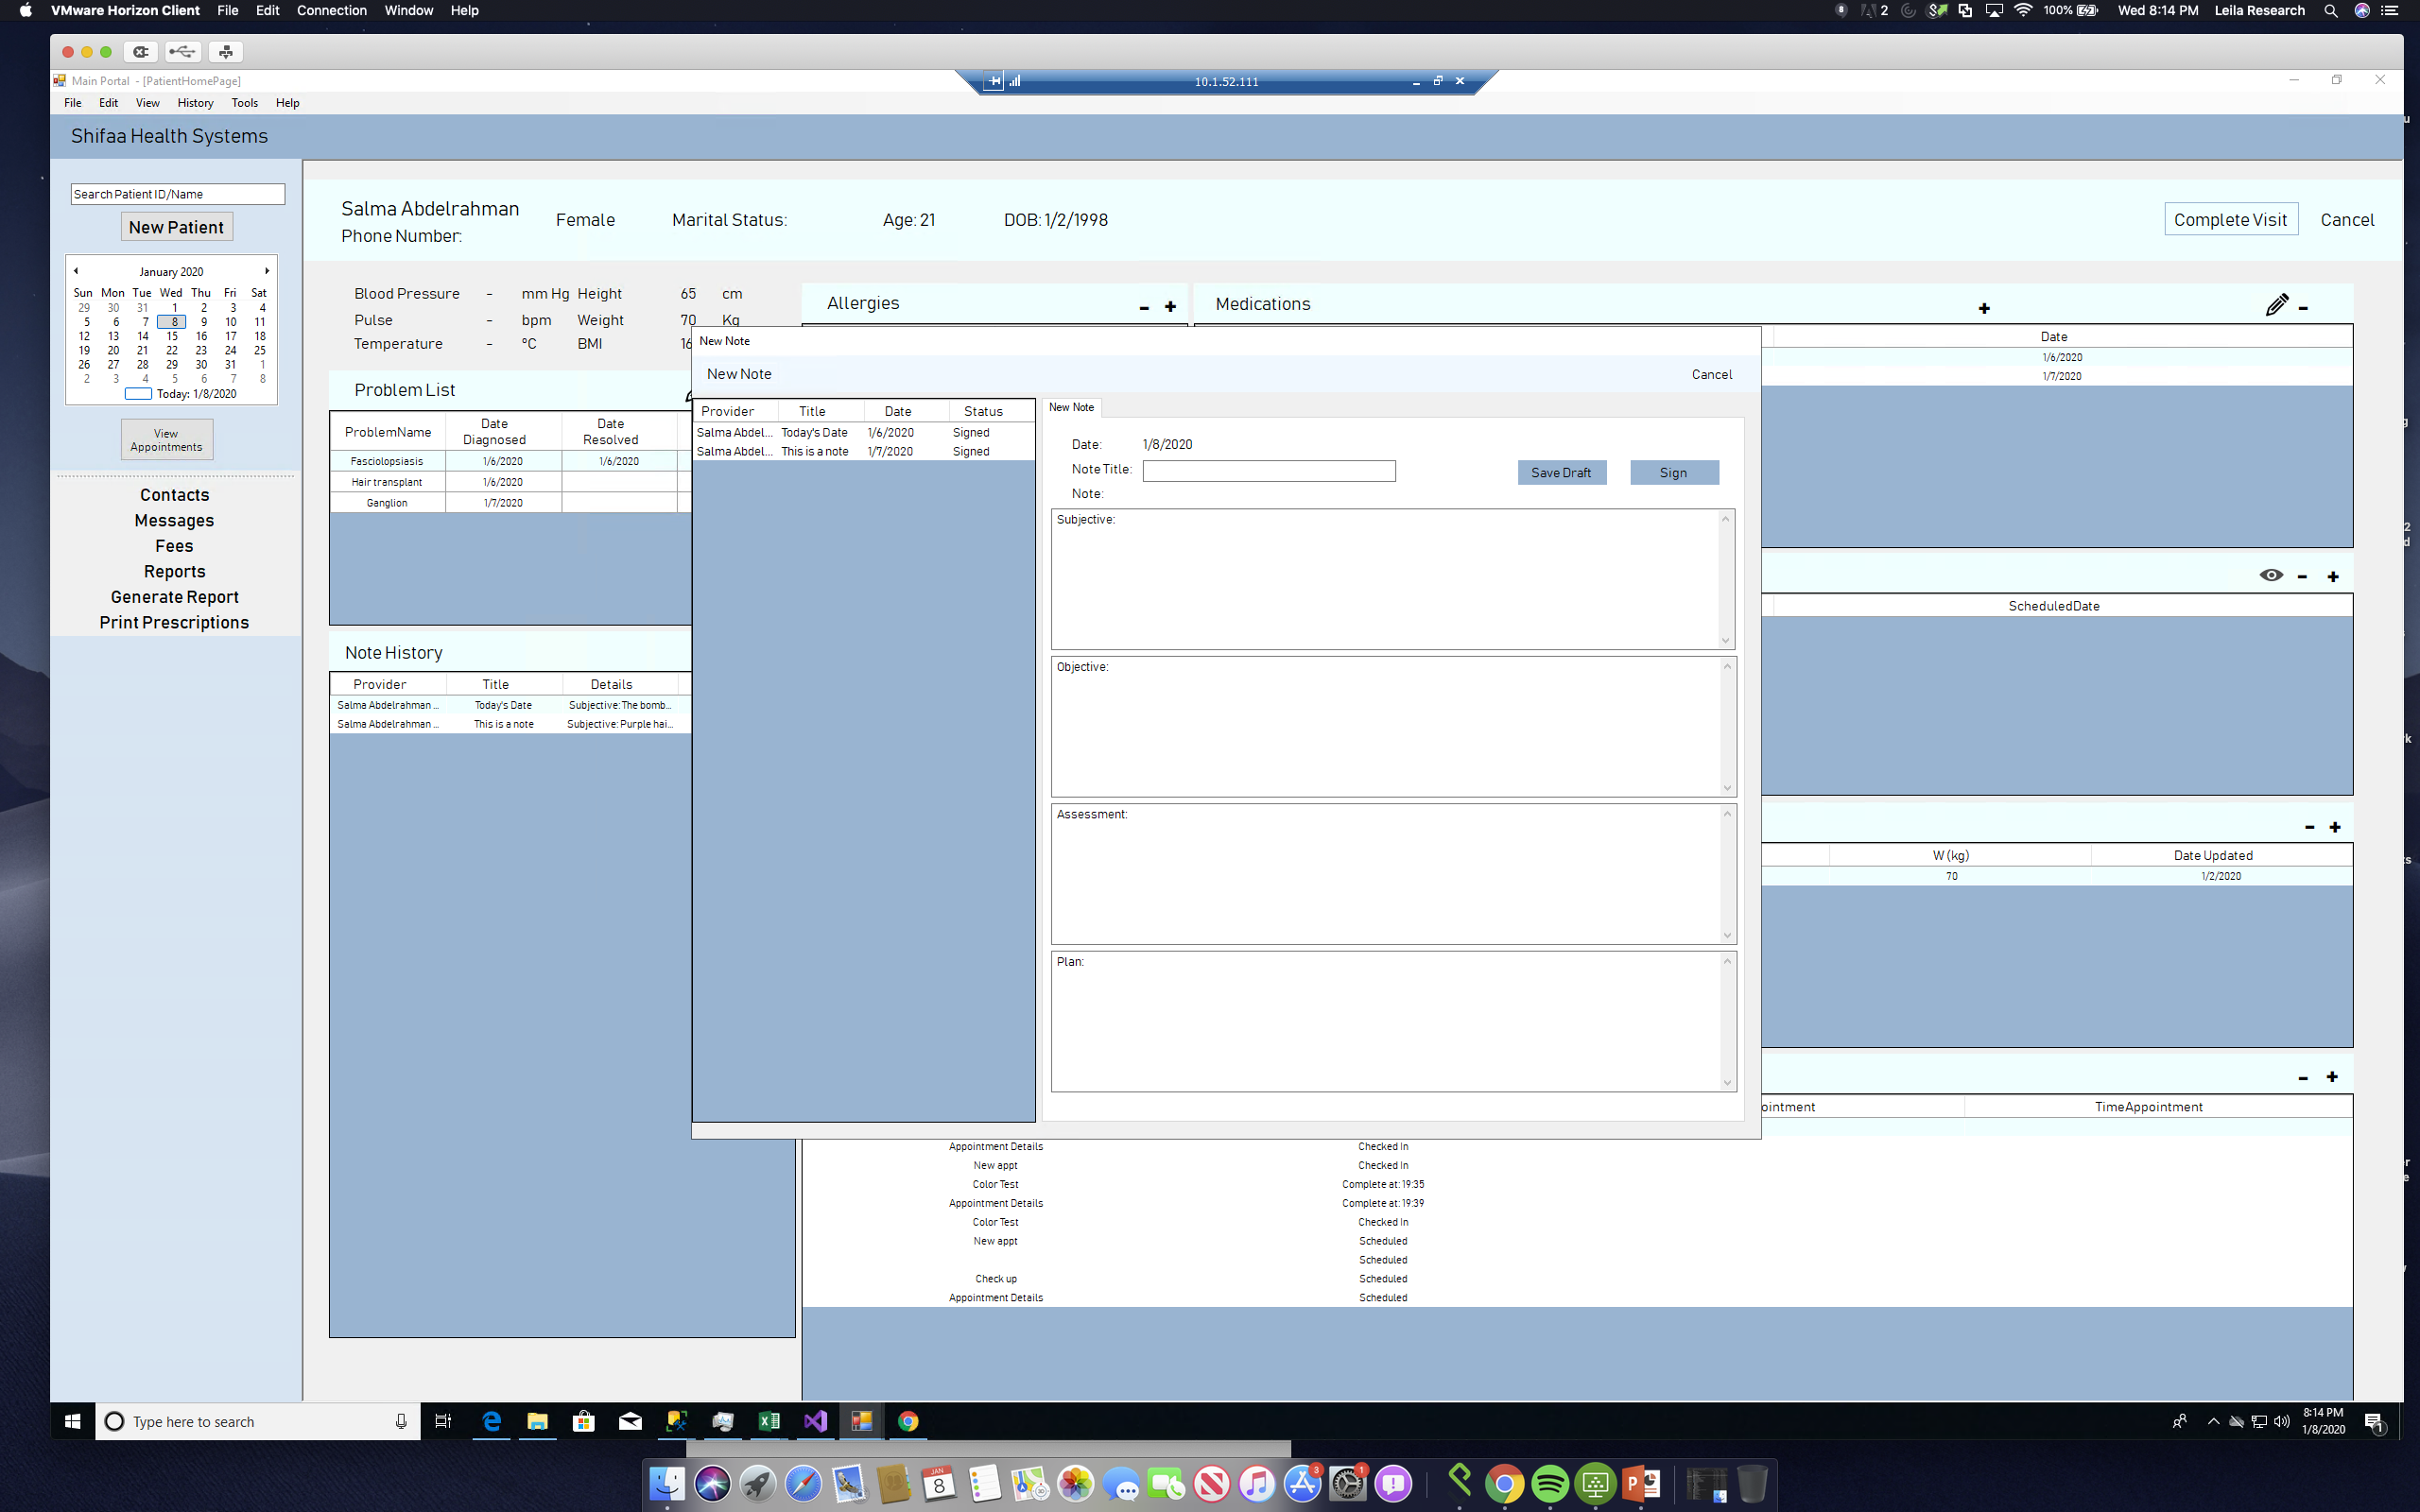 VMware Horizon Client File Edit Connection Window Help
2 100% Wed 8:14 PM Leila Research
Main Portal - [PatientHomePage]
10.1.52.111
File Edit View History Tools Help
Shifaa Health Systems
Search Patient ID/Name
New Patient
January 2020
Sun Mon Tue Wed Thu Fri Sat
29 30 31 1 2 3 4
5 6 7 8 9 10 11
12 13 14 15 16 17 18
19 20 21 22 23 24 25
26 27 28 29 30 31 1
2 3 4 5 6 7 8
Today: 1/8/2020
View
Appointments
Contacts
Messages
Fees
Reports
Generate Report
Print Prescriptions
Salma Abdelrahman Female Marital Status: Age: 21 DOB: 1/2/1998
Phone Number:
Complete Visit Cancel
Blood Pressure - mm Hg Height 65 cm
Pulse - bpm Weight 70 Kg
Temperature - ºC BMI
Allergies - +
Medications + -
Date
1/6/2020
1/7/2020
Problem List
ProblemName Date Diagnosed Date Resolved
Fasciolopsiasis 1/6/2020 1/6/2020
Hair transplant 1/6/2020
Ganglion 1/7/2020
Note History
Provider Title Details
Salma Abdelrahman ... Today's Date Subjective: The bomb...
Salma Abdelrahman ... This is a note Subjective: Purple hai...
New Note
New Note Cancel
Provider Title Date Status
Salma Abdel... Today's Date 1/6/2020 Signed
Salma Abdel... This is a note 1/7/2020 Signed
New Note
Date: 1/8/2020
Note Title: Save Draft Sign
Note:
Subjective:
Objective:
Assessment:
Plan:
- +
ScheduledDate
- +
W (kg) Date Updated
70 1/2/2020
- +
ointment TimeAppointment
Appointment Details Checked In
New appt Checked In
Color Test Complete at: 19:35
Appointment Details Complete at: 19:39
Color Test Checked In
New appt Scheduled
Scheduled
Check up Scheduled
Appointment Details Scheduled
Type here to search
8:14 PM
1/8/2020
1
JAN
8
3
1